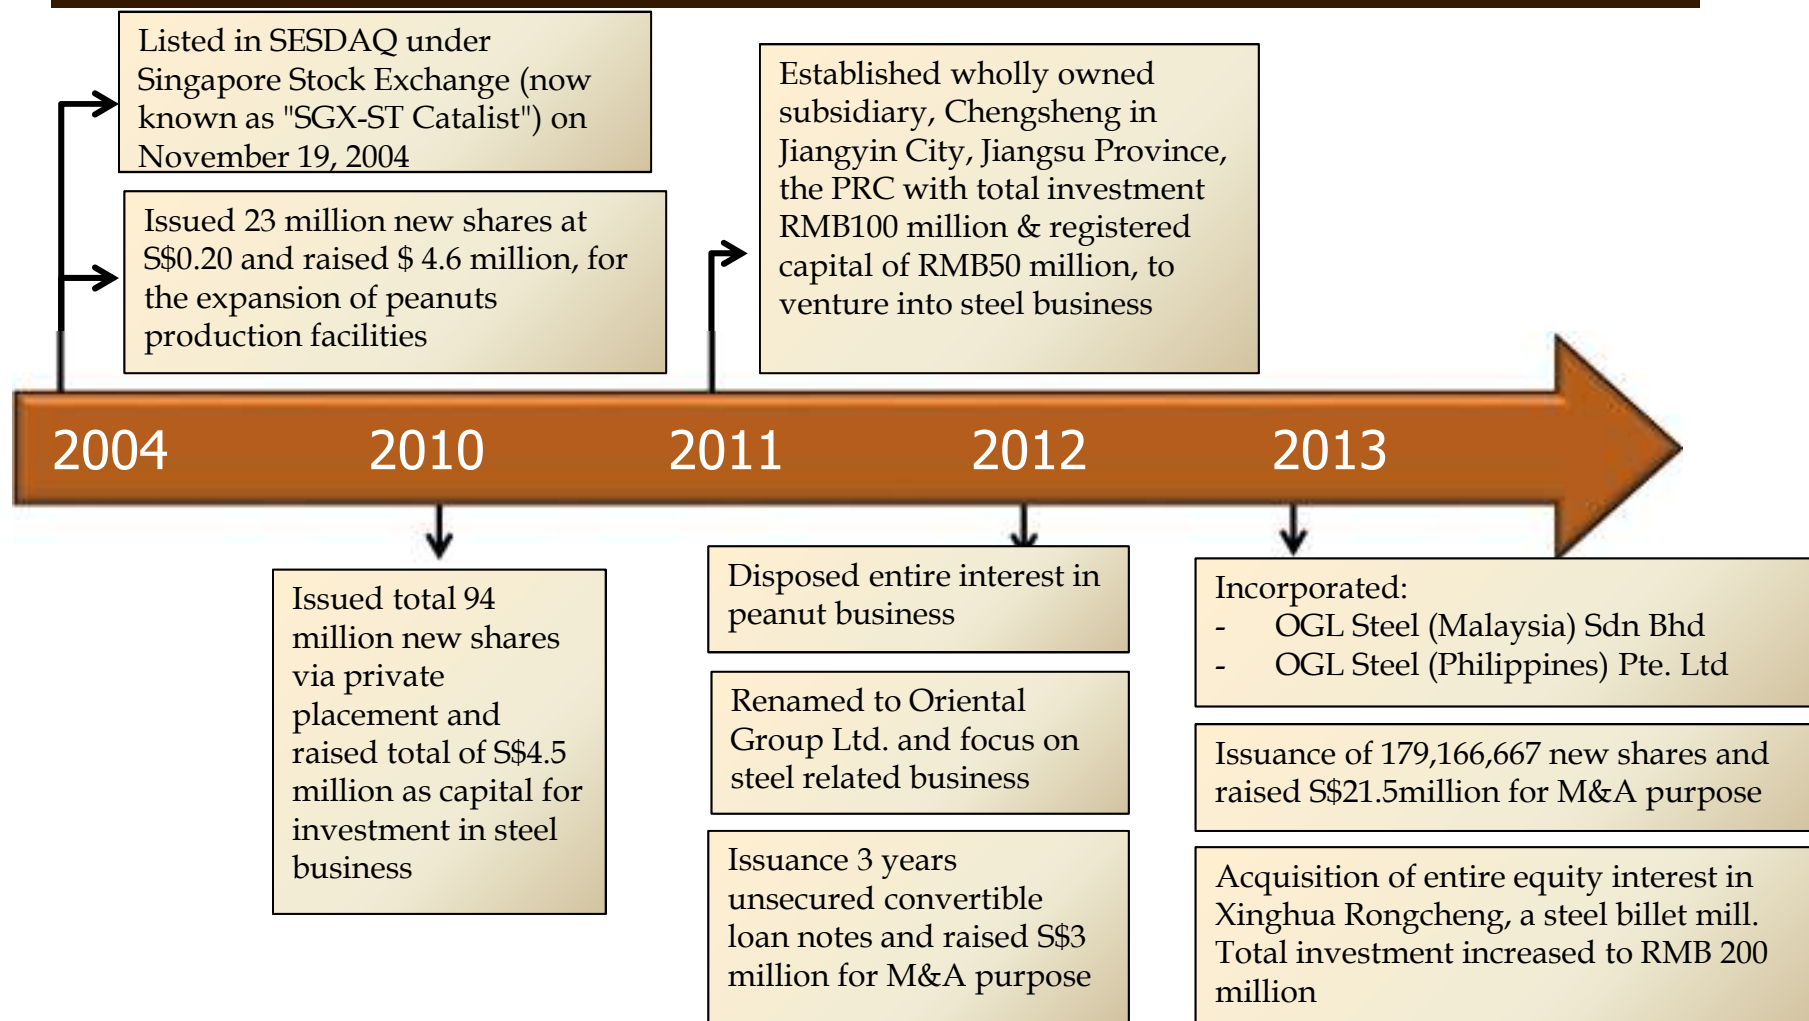 Listed in SESDAQ under
Singapore Stock Exchange (now
known as "SGX-ST Catalist") on
November 19, 2004
Issued 23 million new shares at
S$0.20 and raised $ 4.6 million, for
the expansion of peanuts
production facilities
Established wholly owned
subsidiary, Chengsheng in
Jiangyin City, Jiangsu Province,
the PRC with total investment
RMB100 million & registered
capital of RMB50 million, to
venture into steel business
2004 2010 2011 2012 2013
Issued total 94
million new shares
via private
placement and
raised total of S$4.5
million as capital for
investment in steel
business
Disposed entire interest in
peanut business
Renamed to Oriental
Group Ltd. and focus on
steel related business
Issuance 3 years
unsecured convertible
loan notes and raised S$3
million for M&A purpose
Incorporated:
- OGL Steel (Malaysia) Sdn Bhd
- OGL Steel (Philippines) Pte. Ltd
Issuance of 179,166,667 new shares and
raised S$21.5million for M&A purpose
Acquisition of entire equity interest in
Xinghua Rongcheng, a steel billet mill.
Total investment increased to RMB 200
million